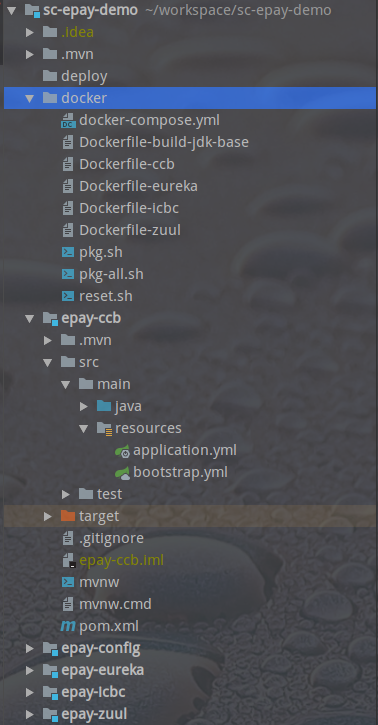 sc-epay-demo ~/workspace/sc-epay-demo
.idea
.mvn
deploy
docker
docker-compose.yml
Dockerfile-build-jdk-base
Dockerfile-ccb
Dockerfile-eureka
Dockerfile-icbc
Dockerfile-zuul
pkg.sh
pkg-all.sh
reset.sh
epay-ccb
.mvn
src
main
java
resources
application.yml
bootstrap.yml
test
target
.gitignore
epay-ccb.iml
mvnw
mvnw.cmd
pom.xml
epay-config
epay-eureka
epay-icbc
epay-zuul